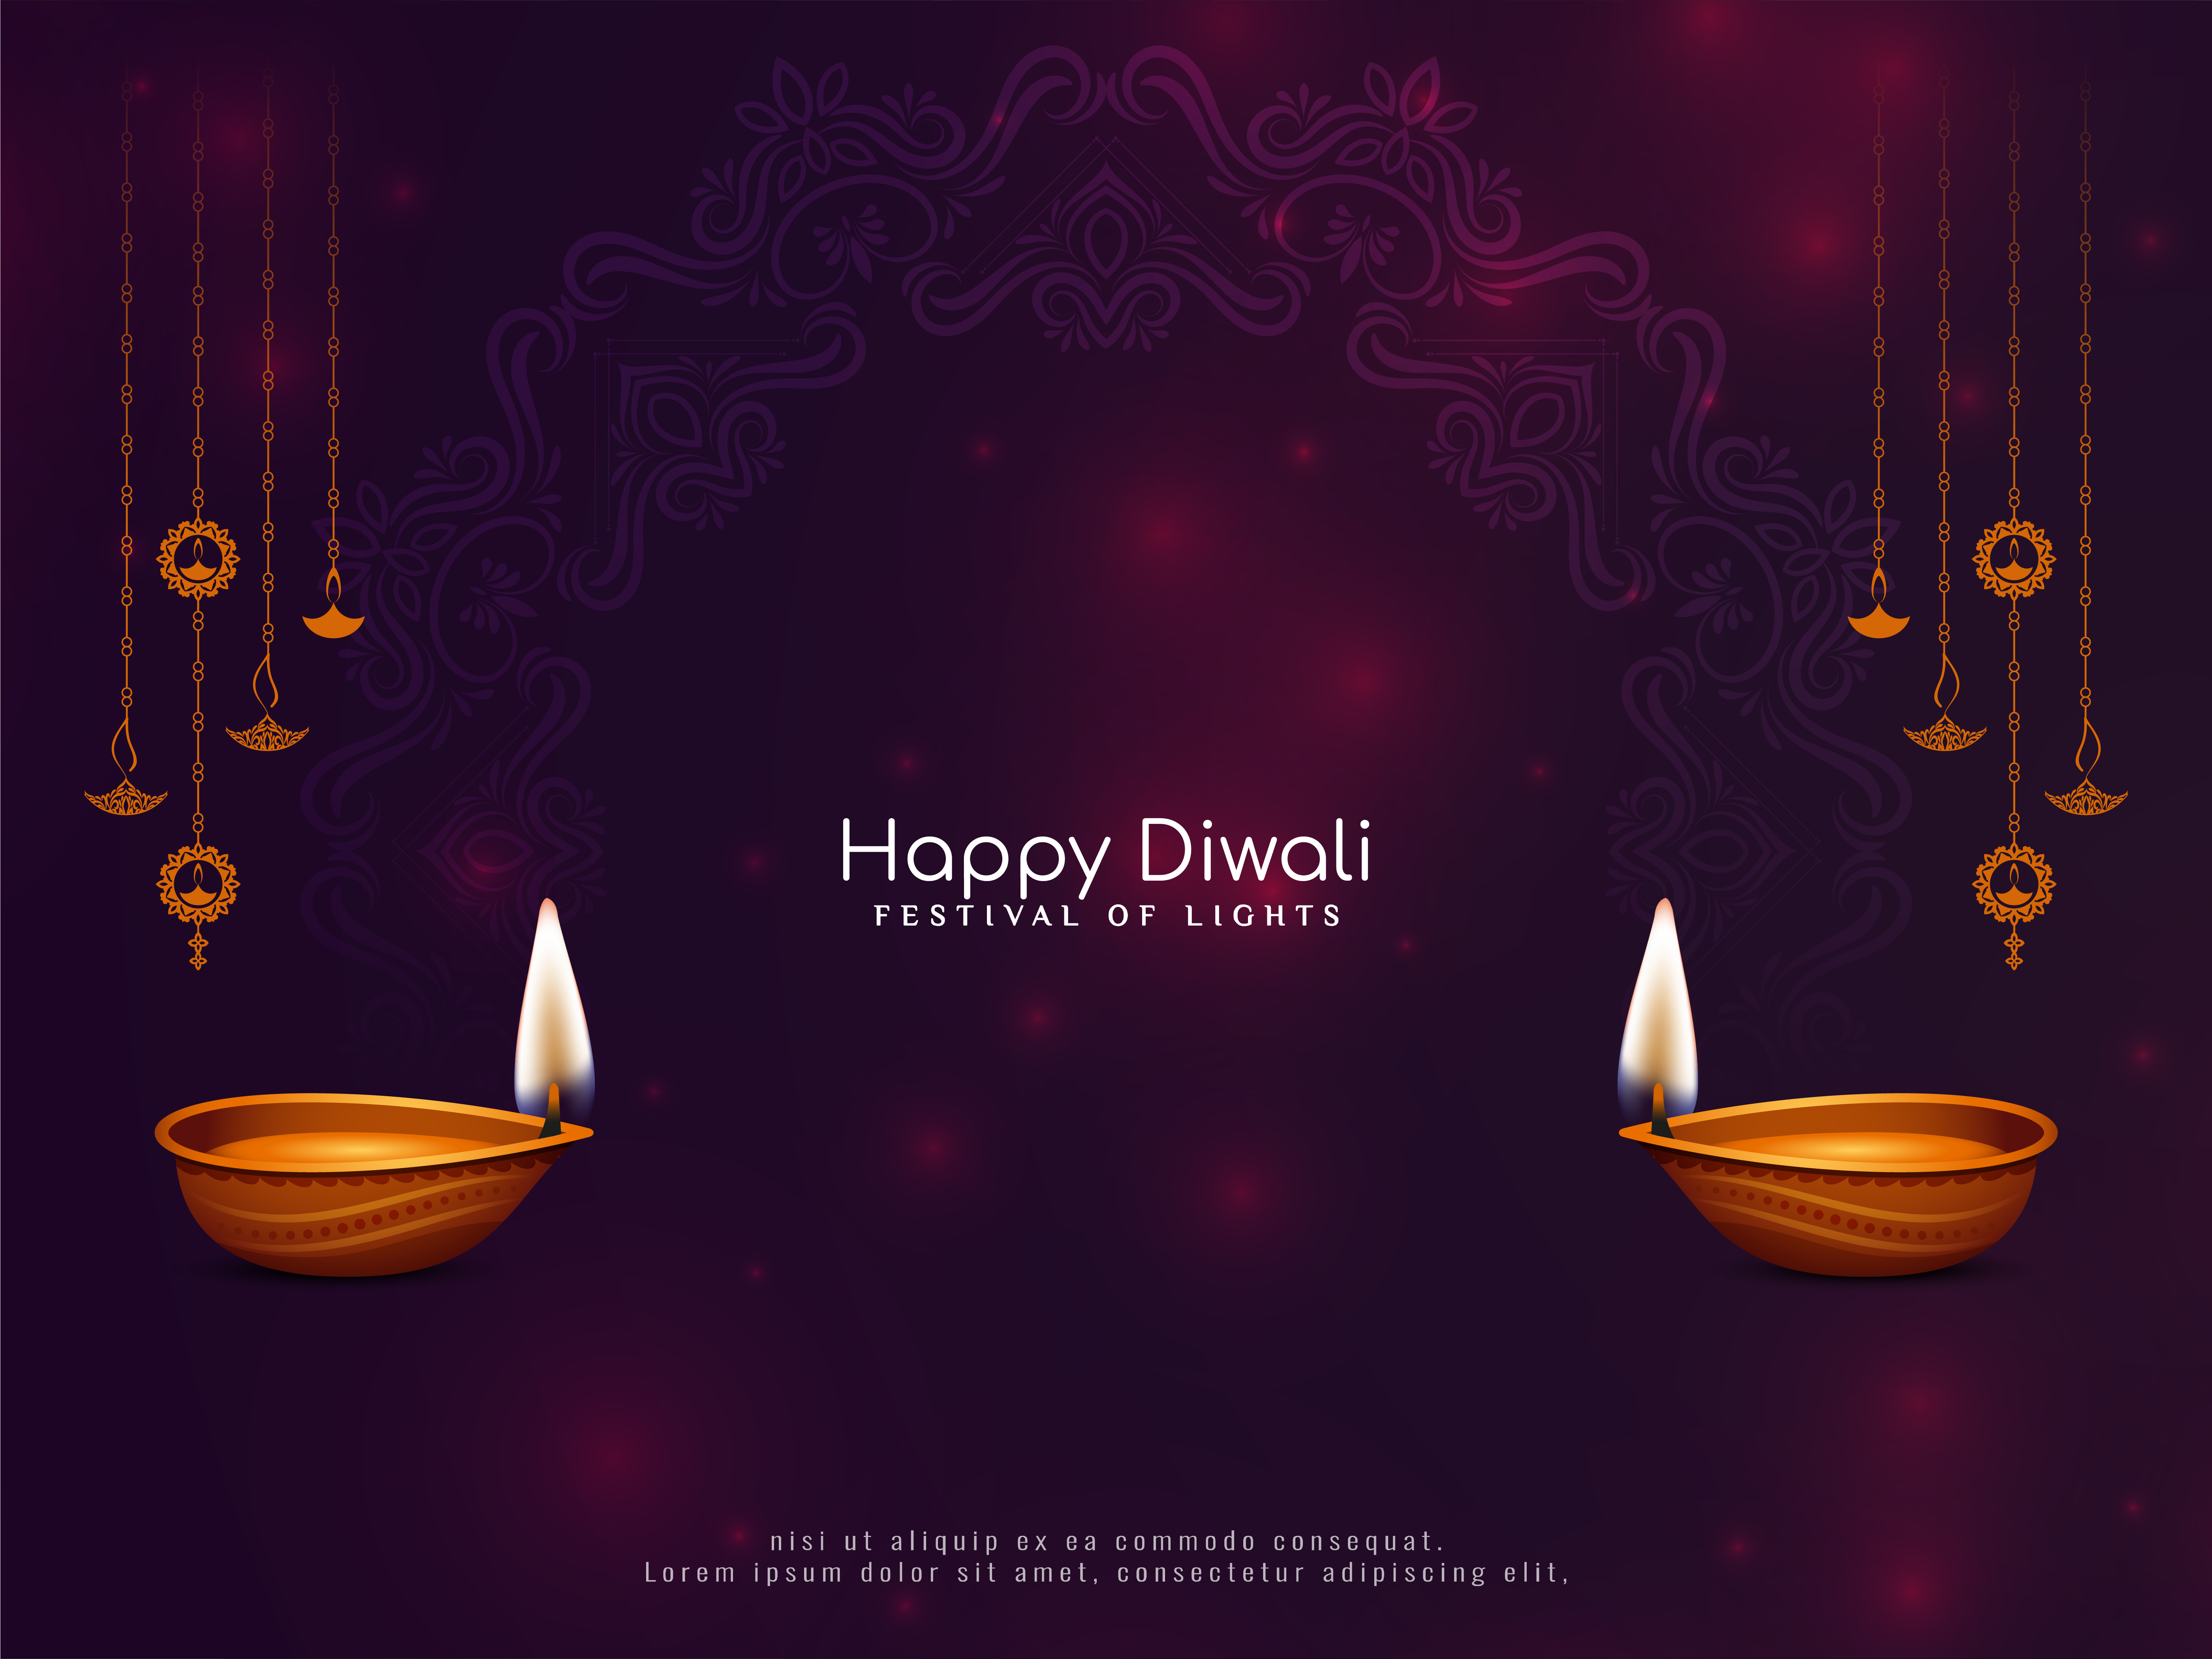 Happy Diwali
FESTIVAL OF LIGHTS
nisi ut aliquip ex ea commodo consequat.
Lorem ipsum dolor sit amet, consectetur adipiscing elit,